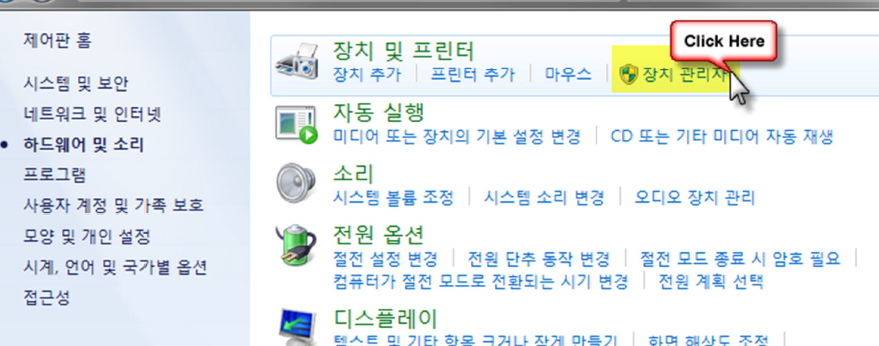 제어판 홈
시스템 및 보안
네트워크 및 인터넷
하드웨어 및 소리
프로그램
사용자 계정 및 가족 보호
모양 및 개인 설정
시계, 언어 및 국가별 옵션
접근성
Click Here
장치 및 프린터
장치 추가 프린터 추가 마우스 장치 관리자
자동 실행
미디어 또는 장치의 기본 설정 변경 CD 또는 기타 미디어 자동 재생
소리
시스템 볼륨 조정 시스템 소리 변경 오디오 장치 관리
전원 옵션
절전 설정 변경 전원 단추 동작 변경 절전 모드 종료 시 암호 필요
컴퓨터가 절전 모드로 전환되는 시기 변경 전원 계획 선택
디스플레이
텍스트 및 기타 항목 크거나 작게 만들기 화면 해상도 조정